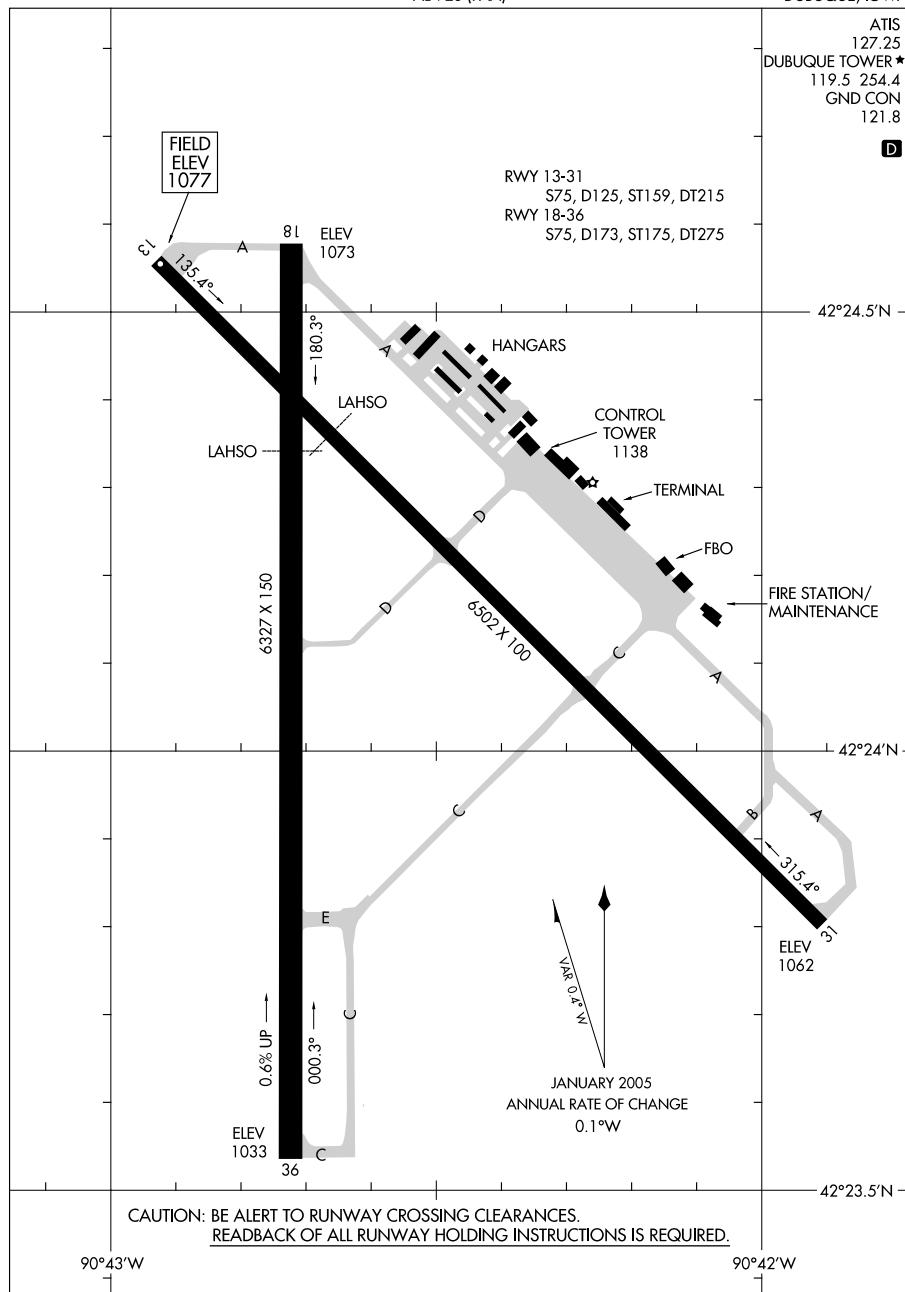 ATIS
127.25
DUBUQUE TOWER ★
119.5 254.4
GND CON
121.8
D
FIELD
ELEV
1077
RWY 13-31
S75, D125, ST159, DT215
RWY 18-36
S75, D173, ST175, DT275
13
135.4°
A
18
ELEV
1073
180.3°
42°24.5'N
A
HANGARS
LAHSO
LAHSO
CONTROL
TOWER
1138
TERMINAL
D
FBO
6327 X 150
D
6502 X 100
FIRE STATION/
MAINTENANCE
C
A
42°24'N
C
B
A
315.4°
31
ELEV
1062
E
VAR 0.4° W
0.6% UP
000.3°
C
JANUARY 2005
ANNUAL RATE OF CHANGE
0.1°W
ELEV
1033
C
36
42°23.5'N
CAUTION: BE ALERT TO RUNWAY CROSSING CLEARANCES.
READBACK OF ALL RUNWAY HOLDING INSTRUCTIONS IS REQUIRED.
90°43'W
90°42'W